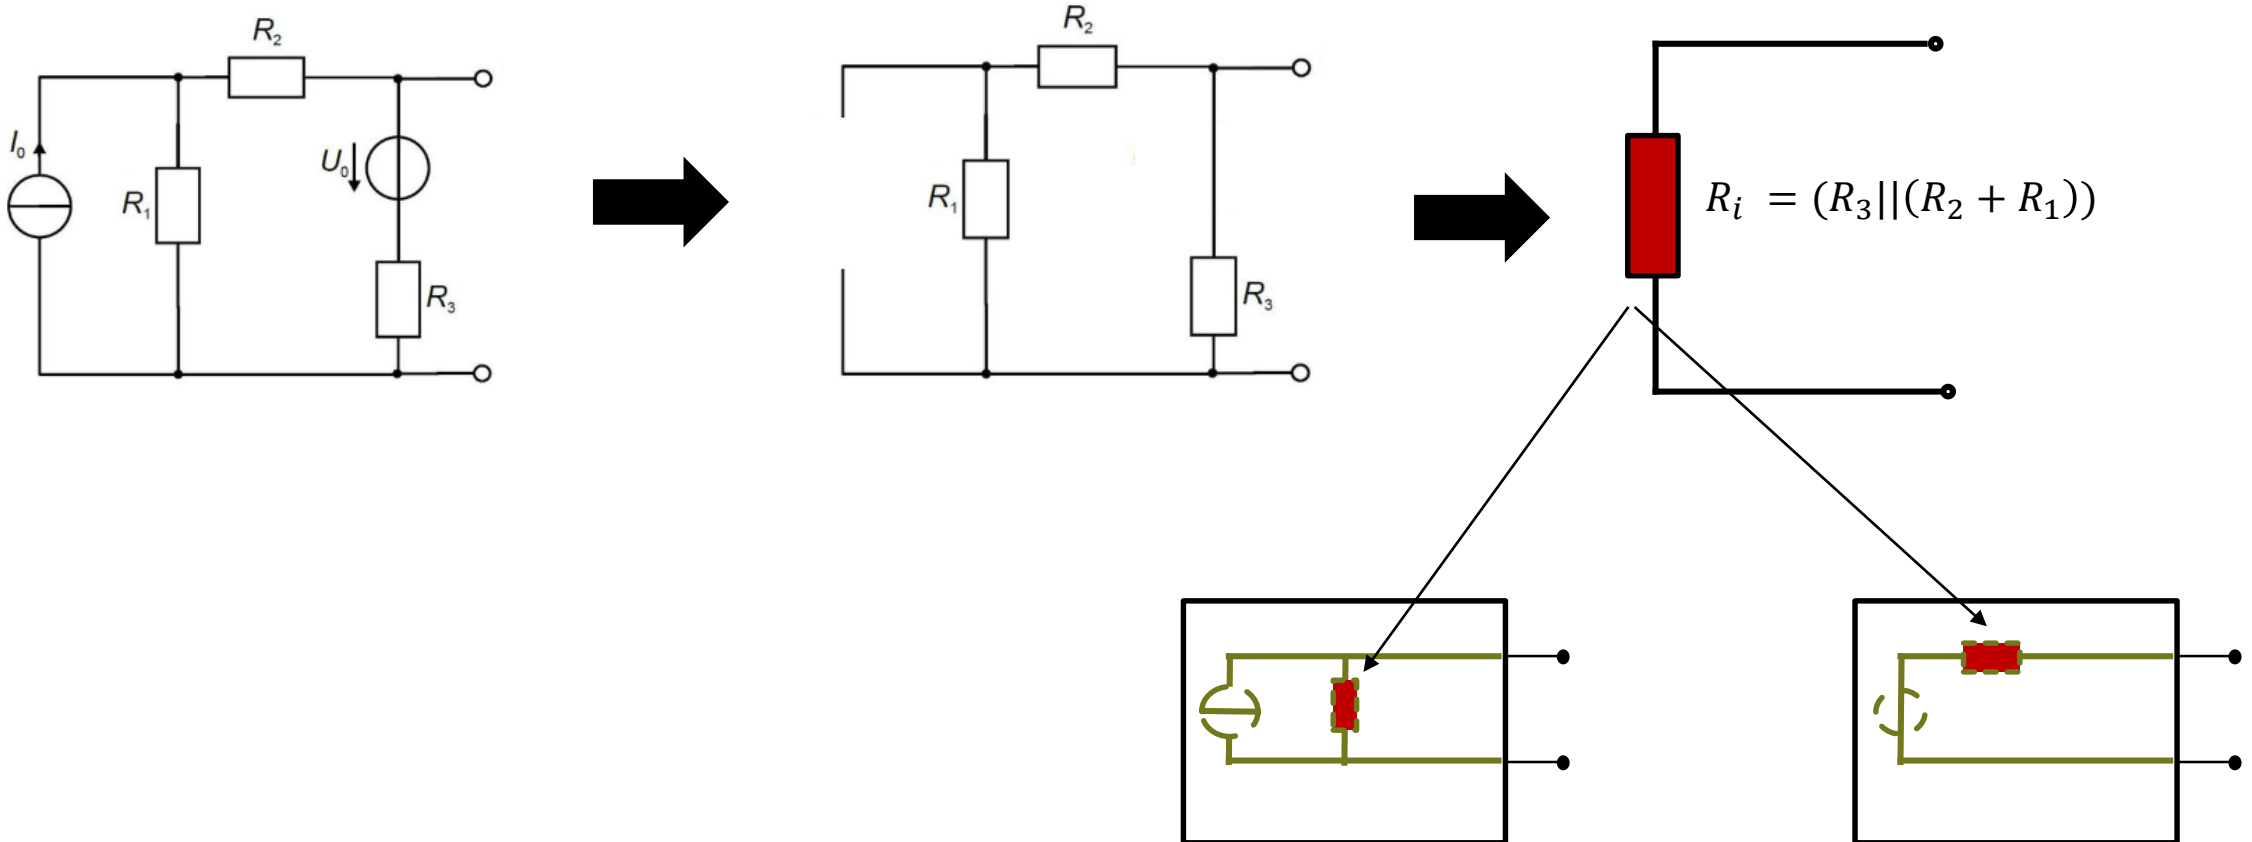 R₂
I₀
U₀
R₁
R₃
R₂
R₁
R₃
Rᵢ = (R₃||(R₂ + R₁))